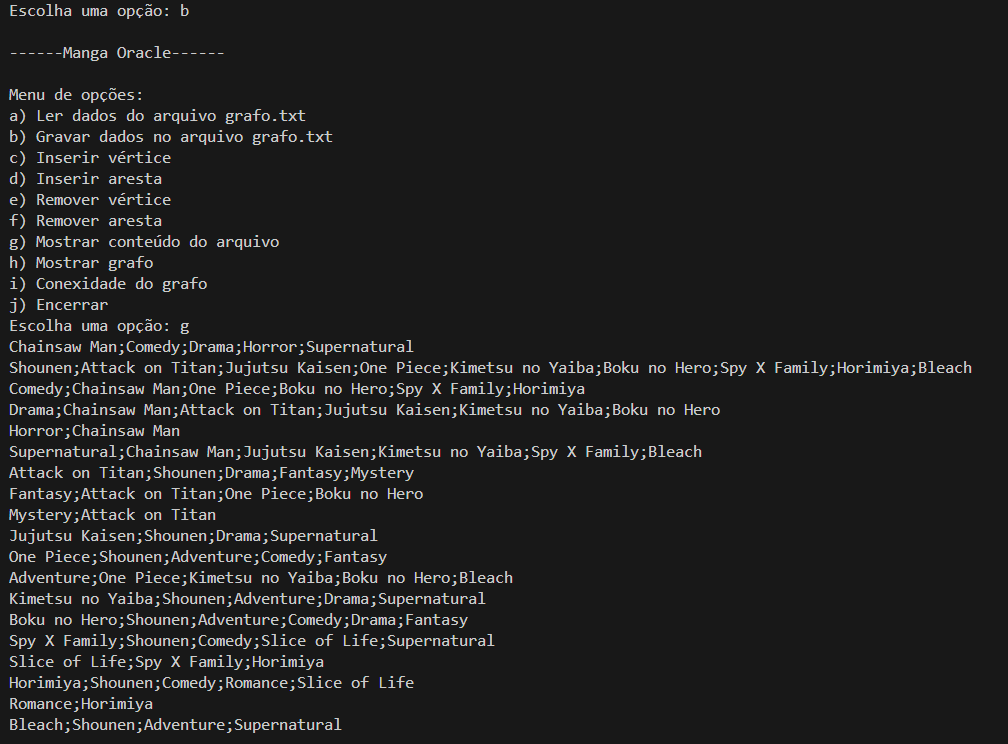 Escolha uma opção: b
------Manga Oracle------
Menu de opções:
a) Ler dados do arquivo grafo.txt
b) Gravar dados no arquivo grafo.txt
c) Inserir vértice
d) Inserir aresta
e) Remover vértice
f) Remover aresta
g) Mostrar conteúdo do arquivo
h) Mostrar grafo
i) Conexidade do grafo
j) Encerrar
Escolha uma opção: g
Chainsaw Man;Comedy;Drama;Horror;Supernatural
Shounen;Attack on Titan;Jujutsu Kaisen;One Piece;Kimetsu no Yaiba;Boku no Hero;Spy X Family;Horimiya;Bleach
Comedy;Chainsaw Man;One Piece;Boku no Hero;Spy X Family;Horimiya
Drama;Chainsaw Man;Attack on Titan;Jujutsu Kaisen;Kimetsu no Yaiba;Boku no Hero
Horror;Chainsaw Man
Supernatural;Chainsaw Man;Jujutsu Kaisen;Kimetsu no Yaiba;Spy X Family;Bleach
Attack on Titan;Shounen;Drama;Fantasy;Mystery
Fantasy;Attack on Titan;One Piece;Boku no Hero
Mystery;Attack on Titan
Jujutsu Kaisen;Shounen;Drama;Supernatural
One Piece;Shounen;Adventure;Comedy;Fantasy
Adventure;One Piece;Kimetsu no Yaiba;Boku no Hero;Bleach
Kimetsu no Yaiba;Shounen;Adventure;Drama;Supernatural
Boku no Hero;Shounen;Adventure;Comedy;Drama;Fantasy
Spy X Family;Shounen;Comedy;Slice of Life;Supernatural
Slice of Life;Spy X Family;Horimiya
Horimiya;Shounen;Comedy;Romance;Slice of Life
Romance;Horimiya
Bleach;Shounen;Adventure;Supernatural